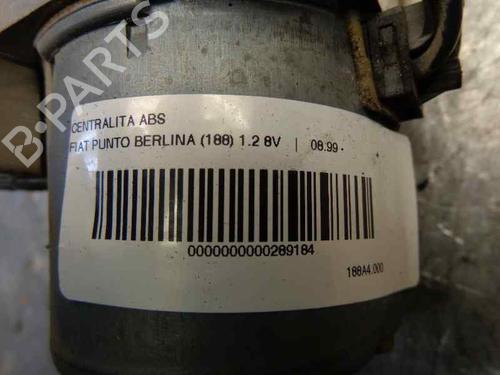 CENTRALITA ABS
FIAT PUNTO BERLINA (188) 1.2 8V | 08.99 -
0000000000289184
188A4.000
B-PARTS